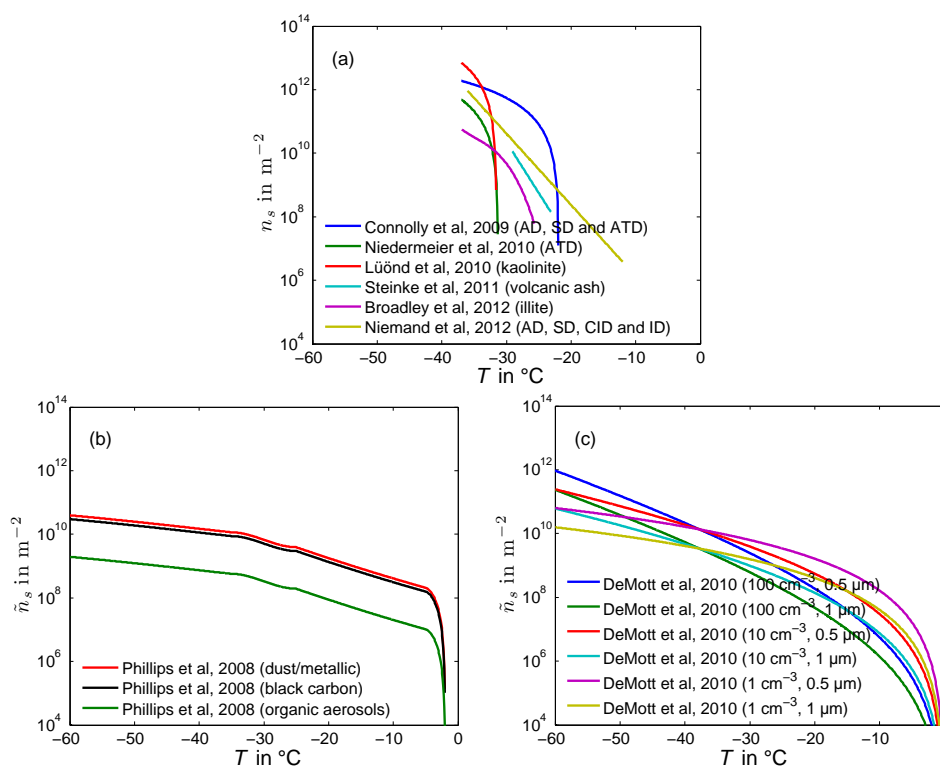 (a)
10^14
10^12
10^10
10^8
10^6
10^4
n_s in m^−2
Connolly et al, 2009 (AD, SD and ATD)
Niedermeier et al, 2010 (ATD)
Lüönd et al, 2010 (kaolinite)
Steinke et al, 2011 (volcanic ash)
Broadley et al, 2012 (illite)
Niemand et al, 2012 (AD, SD, CID and ID)
−60 −50 −40 −30 −20 −10 0
T in °C
(b)
10^14
10^12
10^10
10^8
10^6
10^4
ñ_s in m^−2
Phillips et al, 2008 (dust/metallic)
Phillips et al, 2008 (black carbon)
Phillips et al, 2008 (organic aerosols)
−60 −50 −40 −30 −20 −10 0
T in °C
(c)
10^14
10^12
10^10
10^8
10^6
10^4
ñ_s in m^−2
DeMott et al, 2010 (100 cm^−3, 0.5 µm)
DeMott et al, 2010 (100 cm^−3, 1 µm)
DeMott et al, 2010 (10 cm^−3, 0.5 µm)
DeMott et al, 2010 (10 cm^−3, 1 µm)
DeMott et al, 2010 (1 cm^−3, 0.5 µm)
DeMott et al, 2010 (1 cm^−3, 1 µm)
−60 −50 −40 −30 −20 −10
T in °C